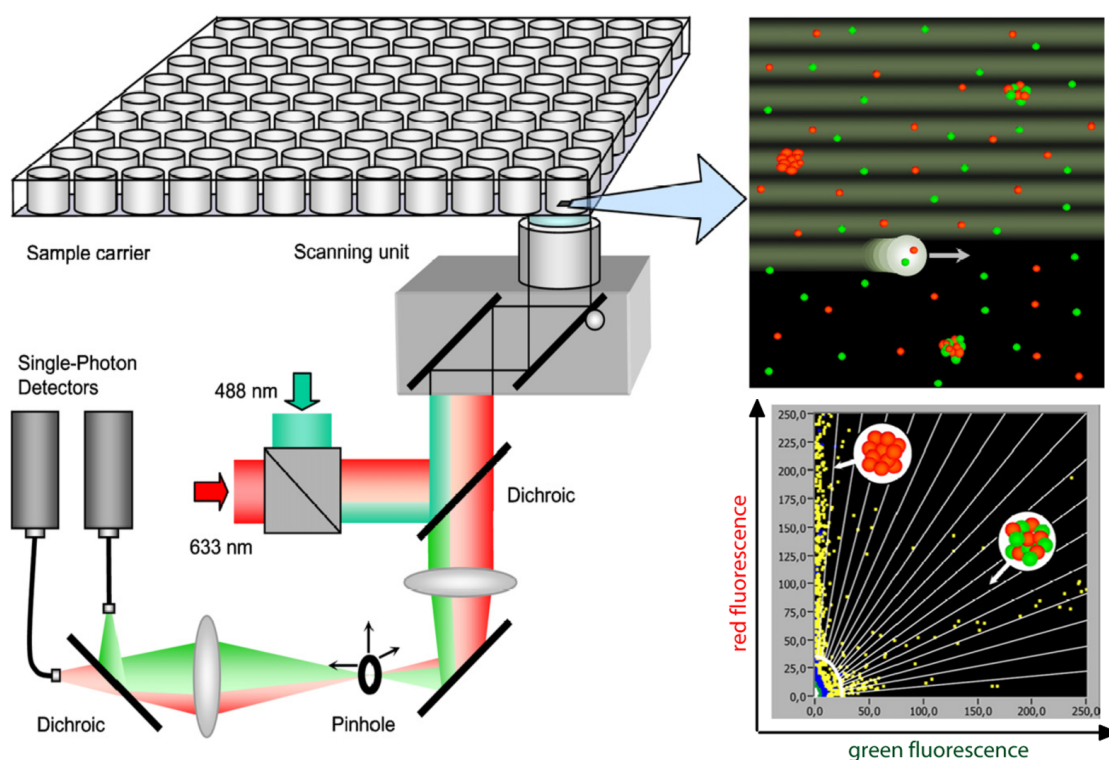 Sample carrier
Scanning unit
Single-Photon
Detectors
488 nm
633 nm
Dichroic
Dichroic
Pinhole
red fluorescence
250,0
225,0
200,0
175,0
150,0
125,0
100,0
75,0
50,0
25,0
0,0
0,0 50,0 100,0 150,0 200,0 250,0
green fluorescence